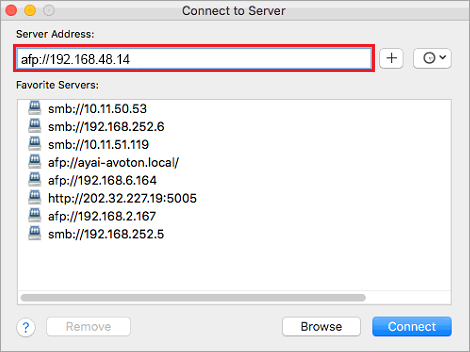 Connect to Server
Server Address:
afp://192.168.48.14
+
Favorite Servers:
smb://10.11.50.53
smb://192.168.252.6
smb://10.11.51.119
afp://ayai-avoton.local/
afp://192.168.6.164
http://202.32.227.19:5005
afp://192.168.2.167
smb://192.168.252.5
? Remove Browse Connect